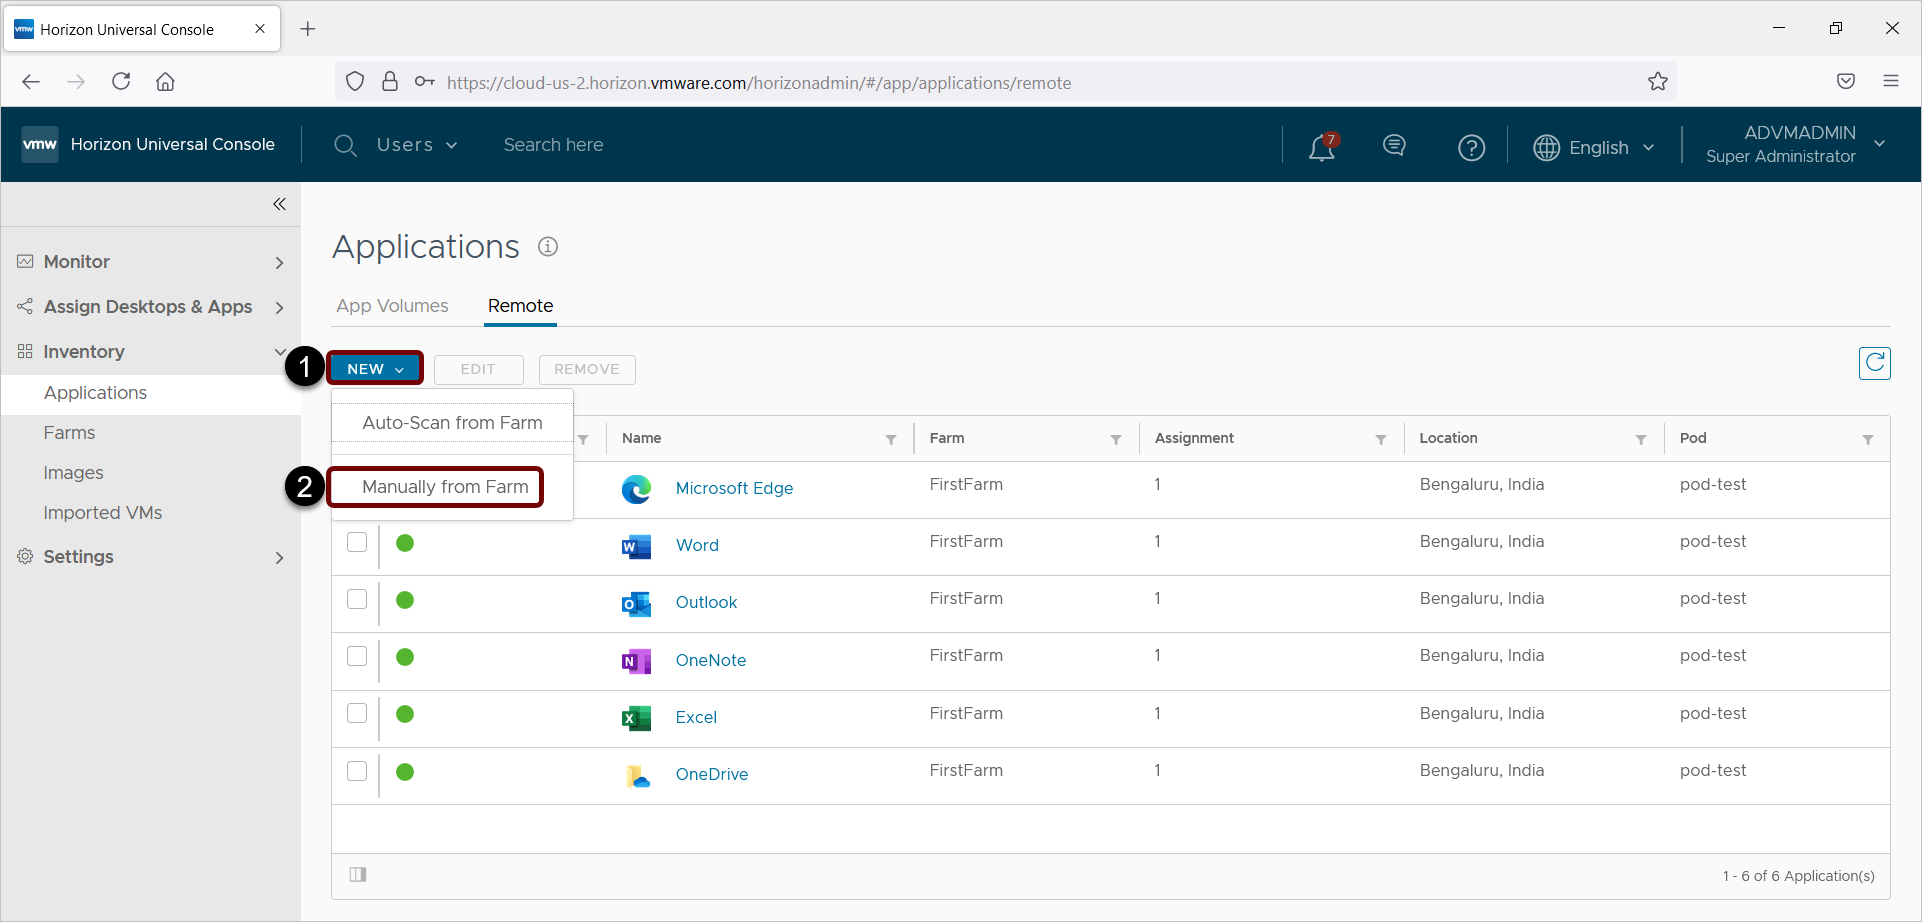 vmw Horizon Universal Console
https://cloud-us-2.horizon.vmware.com/horizonadmin/#/app/applications/remote
vmw Horizon Universal Console Users Search here 7 English ADVMADMIN
Super Administrator
Monitor
Assign Desktops & Apps
Inventory
Applications
Farms
Images
Imported VMs
Settings
Applications
App Volumes Remote
1 NEW EDIT REMOVE
Auto-Scan from Farm
2 Manually from Farm
Name Farm Assignment Location Pod
Microsoft Edge FirstFarm 1 Bengaluru, India pod-test
Word FirstFarm 1 Bengaluru, India pod-test
Outlook FirstFarm 1 Bengaluru, India pod-test
OneNote FirstFarm 1 Bengaluru, India pod-test
Excel FirstFarm 1 Bengaluru, India pod-test
OneDrive FirstFarm 1 Bengaluru, India pod-test
1 - 6 of 6 Application(s)